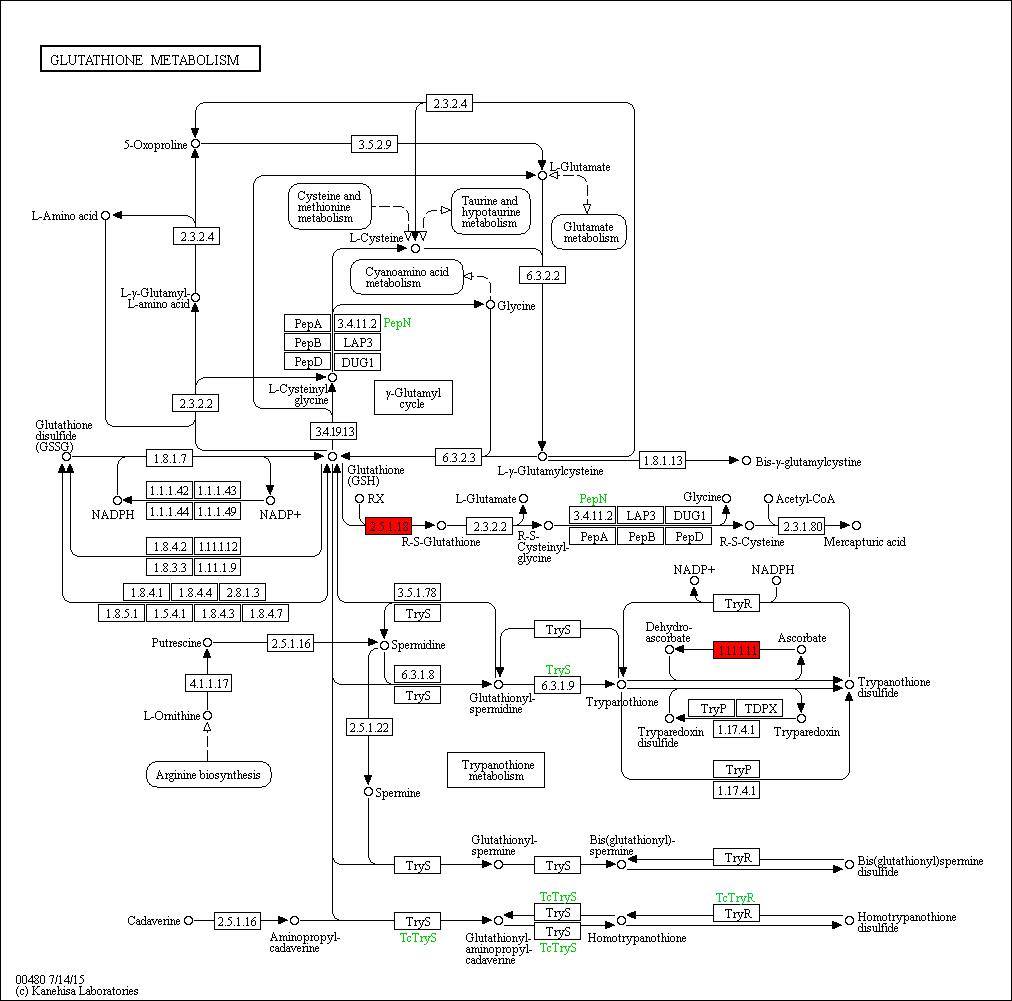 GLUTATHIONE METABOLISM
2.3.2.4
5-Oxoproline
3.5.2.9
L-Glutamate
L-Amino acid
Cysteine and
methionine
metabolism
Taurine and
hypotaurine
metabolism
Glutamate
metabolism
2.3.2.4
L-Cysteine
Cyanoamino acid
metabolism
6.3.2.2
L-γ-Glutamyl-
L-amino acid
Glycine
PepA
3.4.11.2
PepN
PepB
LAP3
PepD
DUG1
L-Cysteinyl
glycine
γ-Glutamyl
cycle
2.3.2.2
Glutathione
disulfide
(GSSG)
3.4.19.13
1.8.1.7
Glutathione
(GSH)
6.3.2.3
L-γ-Glutamylcysteine
1.8.1.13
Bis-γ-glutamylcystine
1.1.1.42
1.1.1.43
NADPH
NADP+
1.1.1.44
1.1.1.49
RX
L-Glutamate
PepN
Glycine
Acetyl-CoA
2.5.1.12
R-S-Glutathione
2.3.2.2
R-S-
Cysteinyl-
glycine
3.4.11.2
LAP3
DUG1
PepA
PepB
PepD
R-S-Cysteine
2.3.1.80
Mercapturic acid
1.8.4.2
1.11.1.12
1.8.3.3
1.11.1.9
1.8.4.1
1.8.4.4
2.8.1.3
1.8.5.1
1.5.4.1
1.8.4.3
1.8.4.7
3.5.1.78
TryS
NADP+
NADPH
TryR
Putrescine
2.5.1.16
Spermidine
TryS
Dehydro-
ascorbate
1.11.1.11
Ascorbate
6.3.1.8
TryS
TryS
6.3.1.9
4.1.1.17
Glutathionyl-
spermidine
Trypanothione
Trypanothione
disulfide
L-Ornithine
2.5.1.22
TryP
TDPX
1.17.4.1
Tryparedoxin
disulfide
Tryparedoxin
Arginine biosynthesis
Trypanothione
metabolism
TryP
1.17.4.1
Spermine
Glutathionyl-
spermine
Bis(glutathionyl)-
spermine
TryS
TryS
TryR
Bis(glutathionyl)spermine
disulfide
Cadaverine
2.5.1.16
Aminopropyl-
cadaverine
TryS
TcTryS
Glutathionyl-
aminopropyl-
cadaverine
TcTryS
TryS
TryS
TcTryS
Homotrypanothione
TcTryR
TryR
Homotrypanothione
disulfide
00480 7/14/15
(c) Kanehisa Laboratories